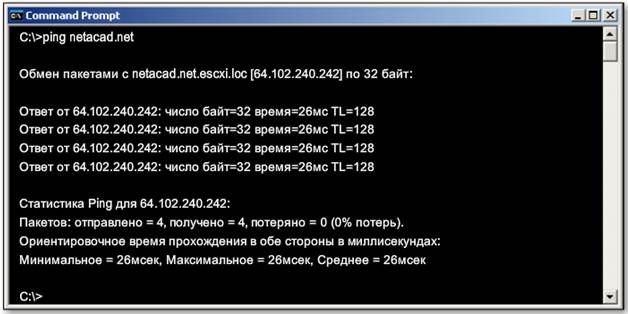 Command Prompt
C:\>ping netacad.net
Обмен пакетами с netacad.net.escxi.loc [64.102.240.242] по 32 байт:
Ответ от 64.102.240.242: число байт=32 время=26мс TL=128
Ответ от 64.102.240.242: число байт=32 время=26мс TL=128
Ответ от 64.102.240.242: число байт=32 время=26мс TL=128
Ответ от 64.102.240.242: число байт=32 время=26мс TL=128
Статистика Ping для 64.102.240.242:
Пакетов: отправлено = 4, получено = 4, потеряно = 0 (0% потерь).
Ориентировочное время прохождения в обе стороны в миллисекундах:
Минимальное = 26мсек, Максимальное = 26мсек, Среднее = 26мсек
C:\>